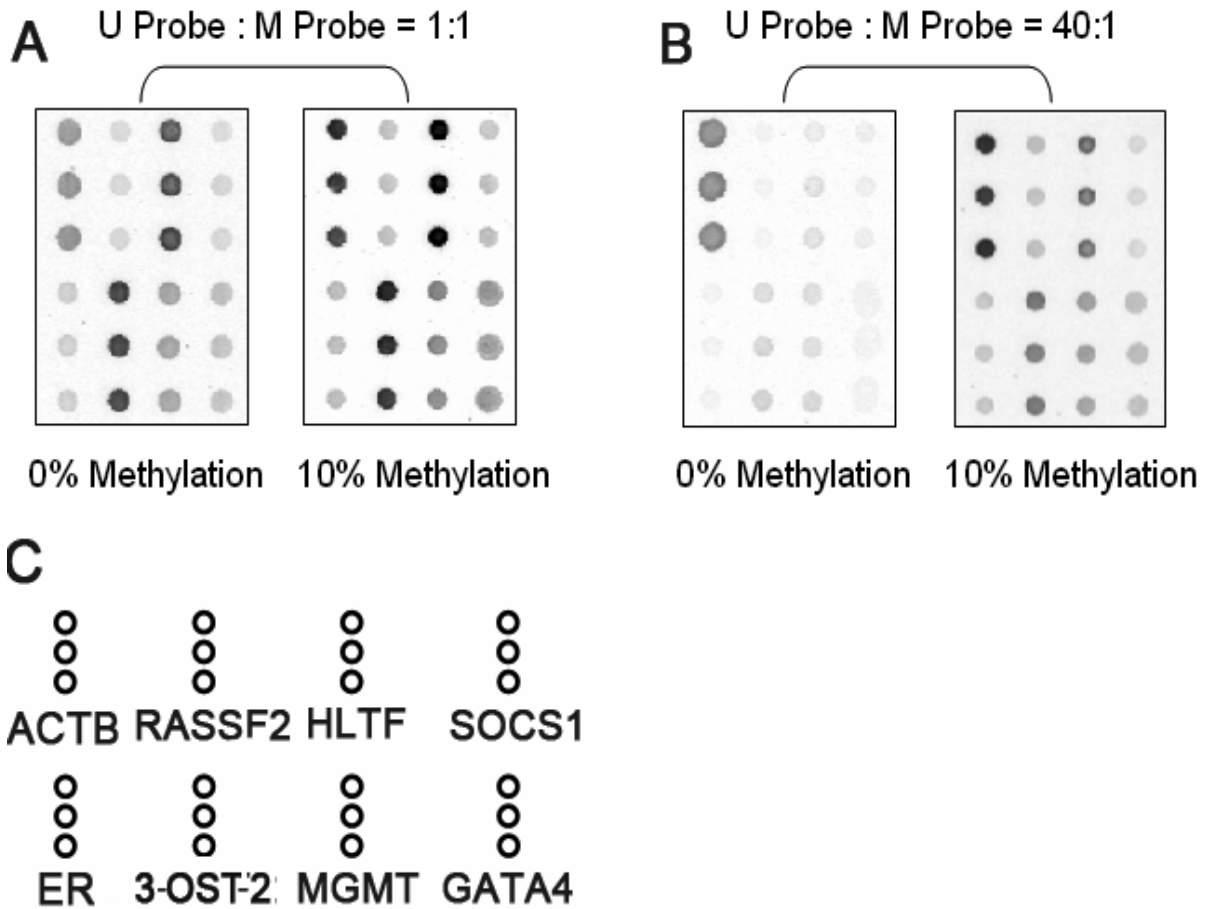 A U Probe : M Probe = 1:1
B U Probe : M Probe = 40:1
0% Methylation 10% Methylation
0% Methylation 10% Methylation
C
ACTB RASSF2 HLTF SOCS1
ER 3-OST-2 MGMT GATA4